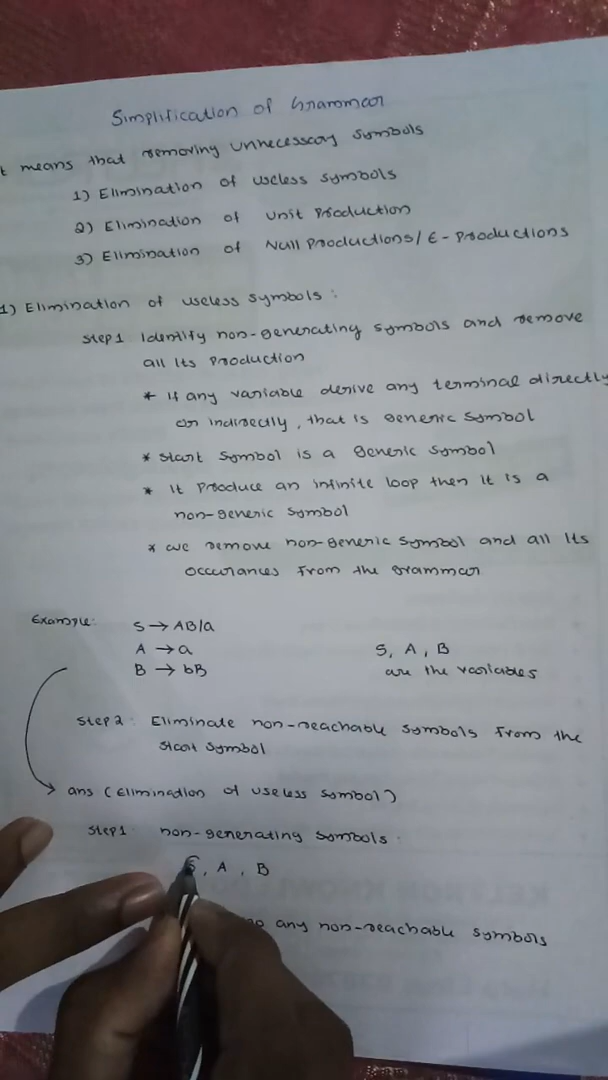 Simplification of Grammar
t means that removing unnecessay symbols
1) Elimination of useless symbols
2) Elimination of unit production
3) Elimination of Null productions/ ε-productions
1) Elimination of useless symbols :
step 1 Identify non-generating symbols and remove
all its production
* if any variable derive any terminal directly
or indirectly, that is generic symbol
* start symbol is a generic symbol
* It produce an infinite loop then it is a
non-generic symbol
* we remove non-generic symbol and all its
occurances from the grammar
Example: S → AB/a
A → a S, A, B
B → bB are the variables
step 2: Eliminate non-reachable symbols from the
start symbol
ans (Elimination of useless symbol)
step 1 non-generating symbols.
S, A, B
no any non-reachable symbols